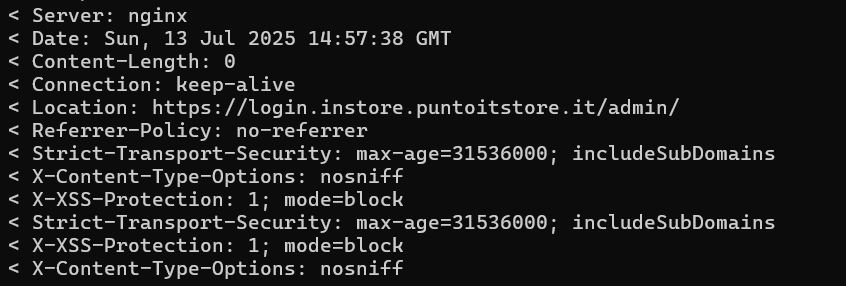 < Server: nginx
< Date: Sun, 13 Jul 2025 14:57:38 GMT
< Content-Length: 0
< Connection: keep-alive
< Location: https://login.instore.puntoitstore.it/admin/
< Referrer-Policy: no-referrer
< Strict-Transport-Security: max-age=31536000; includeSubDomains
< X-Content-Type-Options: nosniff
< X-XSS-Protection: 1; mode=block
< Strict-Transport-Security: max-age=31536000; includeSubDomains
< X-XSS-Protection: 1; mode=block
< X-Content-Type-Options: nosniff